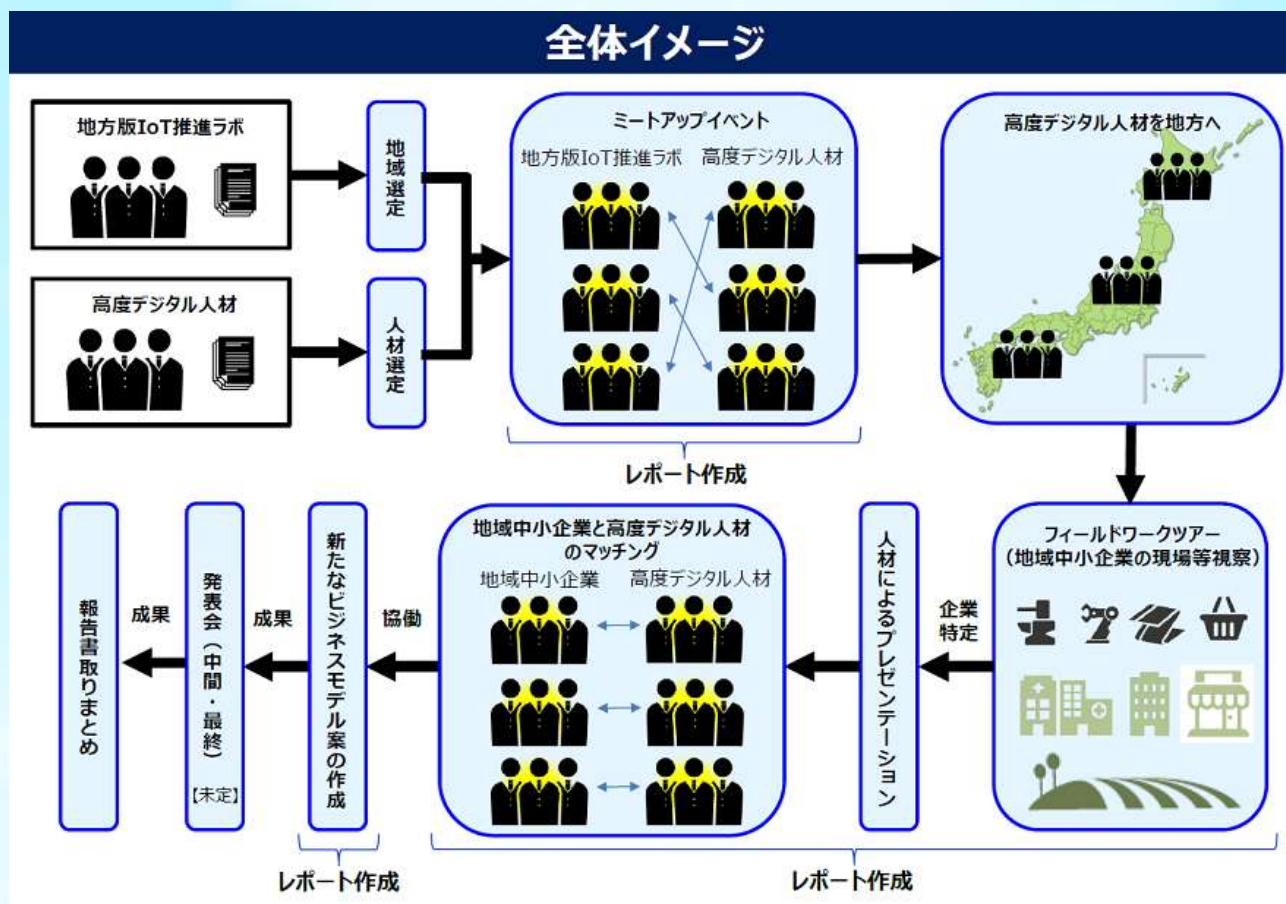 全体イメージ
地方版IoT推進ラボ
地域選定
高度デジタル人材
人材選定
ミートアップイベント
地方版IoT推進ラボ
高度デジタル人材
レポート作成
高度デジタル人材を地方へ
フィールドワークツアー
（地域中小企業の現場等視察）
企業
特定
人材によるプレゼンテーション
地域中小企業と高度デジタル人材
のマッチング
地域中小企業
高度デジタル人材
レポート作成
協働
新たなビジネスモデル案の作成
レポート作成
成果
発表会（中間・最終）
【未定】
成果
報告書取りまとめ